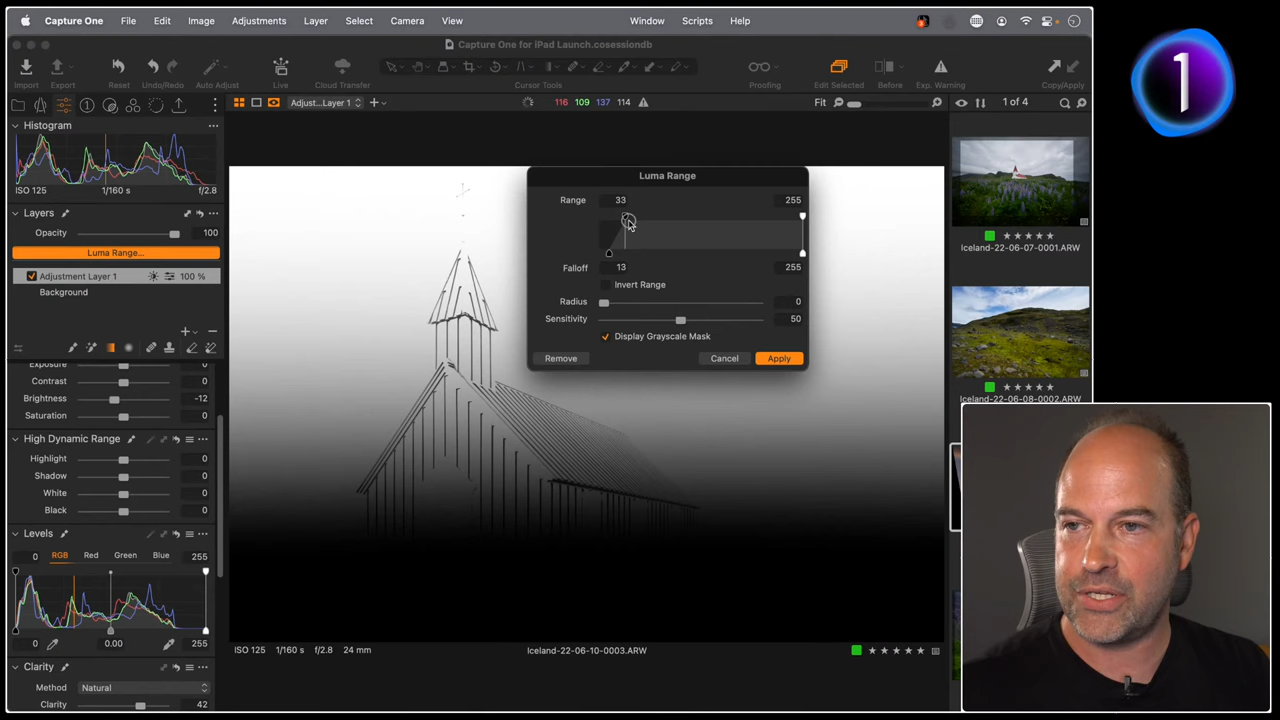 Capture One File Edit Image Adjustments Layer Select Camera View Window Scripts Help
Capture One for iPad Launch.cosessiondb
Import Export Reset Undo/Redo Auto Adjust Live Cloud Transfer Cursor Tools Proofing Edit Selected Before Exp. Warning Copy/Apply
Adjust...Layer 1 116 109 137 114 Fit 1 of 4
Histogram
ISO 125 1/160 s f/2.8
Layers
Opacity 100
Luma Range...
Adjustment Layer 1 100 %
Background
Exposure 0
Contrast 0
Brightness -12
Saturation 0
High Dynamic Range
Highlight 0
Shadow 0
White 0
Black 0
Levels
0 RGB Red Green Blue 255
0 0.00 255
Clarity
Method Natural
Clarity 42
Luma Range
Range 33 255
Falloff 13 255
Invert Range
Radius 0
Sensitivity 50
Display Grayscale Mask
Remove Cancel Apply
ISO 125 1/160 s f/2.8 24 mm Iceland-22-06-10-0003.ARW
Iceland-22-06-07-0001.ARW
Iceland-22-06-08-0002.ARW
1